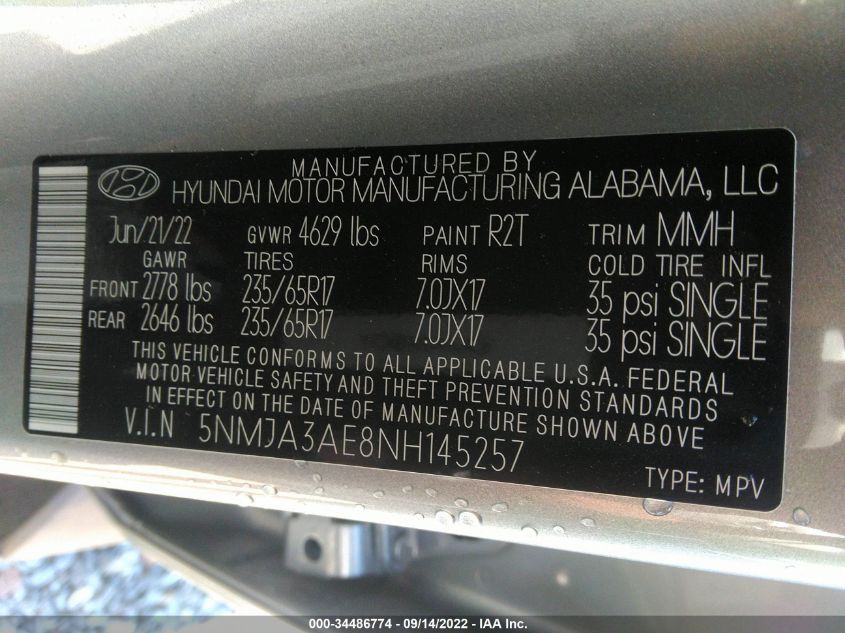 MANUFACTURED BY
HYUNDAI MOTOR MANUFACTURING ALABAMA, LLC
Jun/21/22 GVWR 4629 lbs PAINT R2T TRIM MMH
GAWR TIRES RIMS COLD TIRE INFL
FRONT 2778 lbs 235/65R17 7.0JX17 35 psi SINGLE
REAR 2646 lbs 235/65R17 7.0JX17 35 psi SINGLE
THIS VEHICLE CONFORMS TO ALL APPLICABLE U.S.A. FEDERAL
MOTOR VEHICLE SAFETY AND THEFT PREVENTION STANDARDS
IN EFFECT ON THE DATE OF MANUFACTURE SHOWN ABOVE.
V.I.N 5NMJA3AE8NH145257
TYPE: MPV
000-34486774 - 09/14/2022 - IAA Inc.